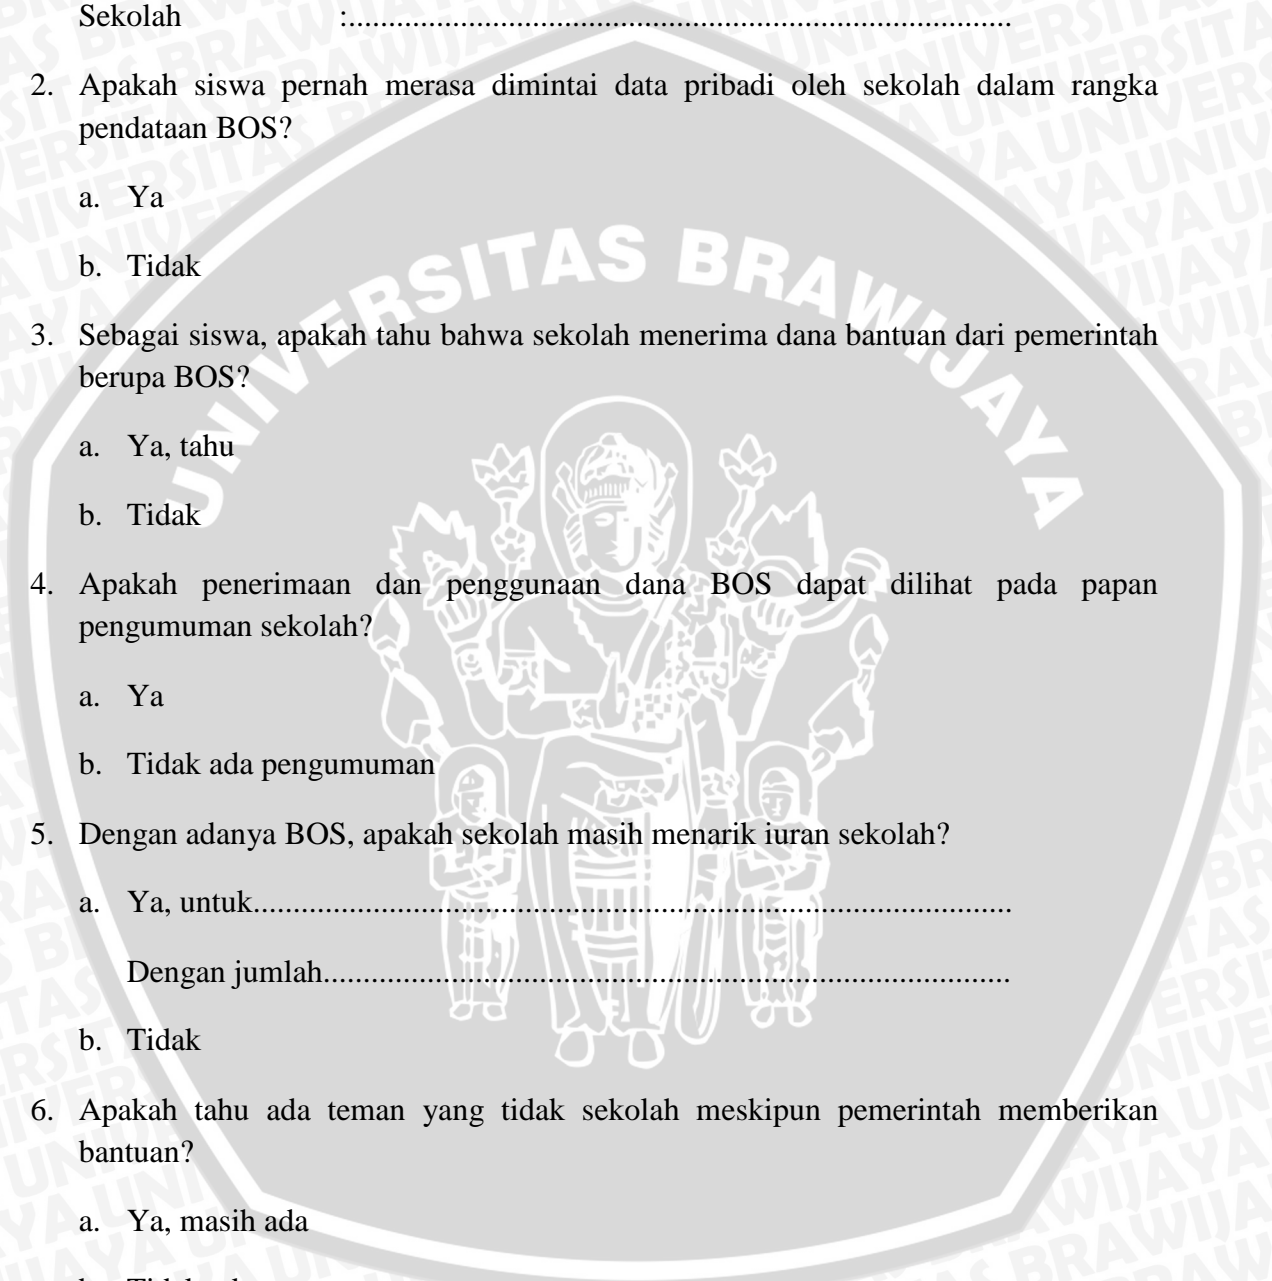 Sekolah :...................................................................................
2. Apakah siswa pernah merasa dimintai data pribadi oleh sekolah dalam rangka
pendataan BOS?
a. Ya
b. Tidak
UNIVERSITAS BRAWIJAYA
3. Sebagai siswa, apakah tahu bahwa sekolah menerima dana bantuan dari pemerintah
berupa BOS?
a. Ya, tahu
b. Tidak
4. Apakah penerimaan dan penggunaan dana BOS dapat dilihat pada papan
pengumuman sekolah?
a. Ya
b. Tidak ada pengumuman
5. Dengan adanya BOS, apakah sekolah masih menarik iuran sekolah?
a. Ya, untuk...............................................................................................
Dengan jumlah......................................................................................
b. Tidak
6. Apakah tahu ada teman yang tidak sekolah meskipun pemerintah memberikan
bantuan?
a. Ya, masih ada